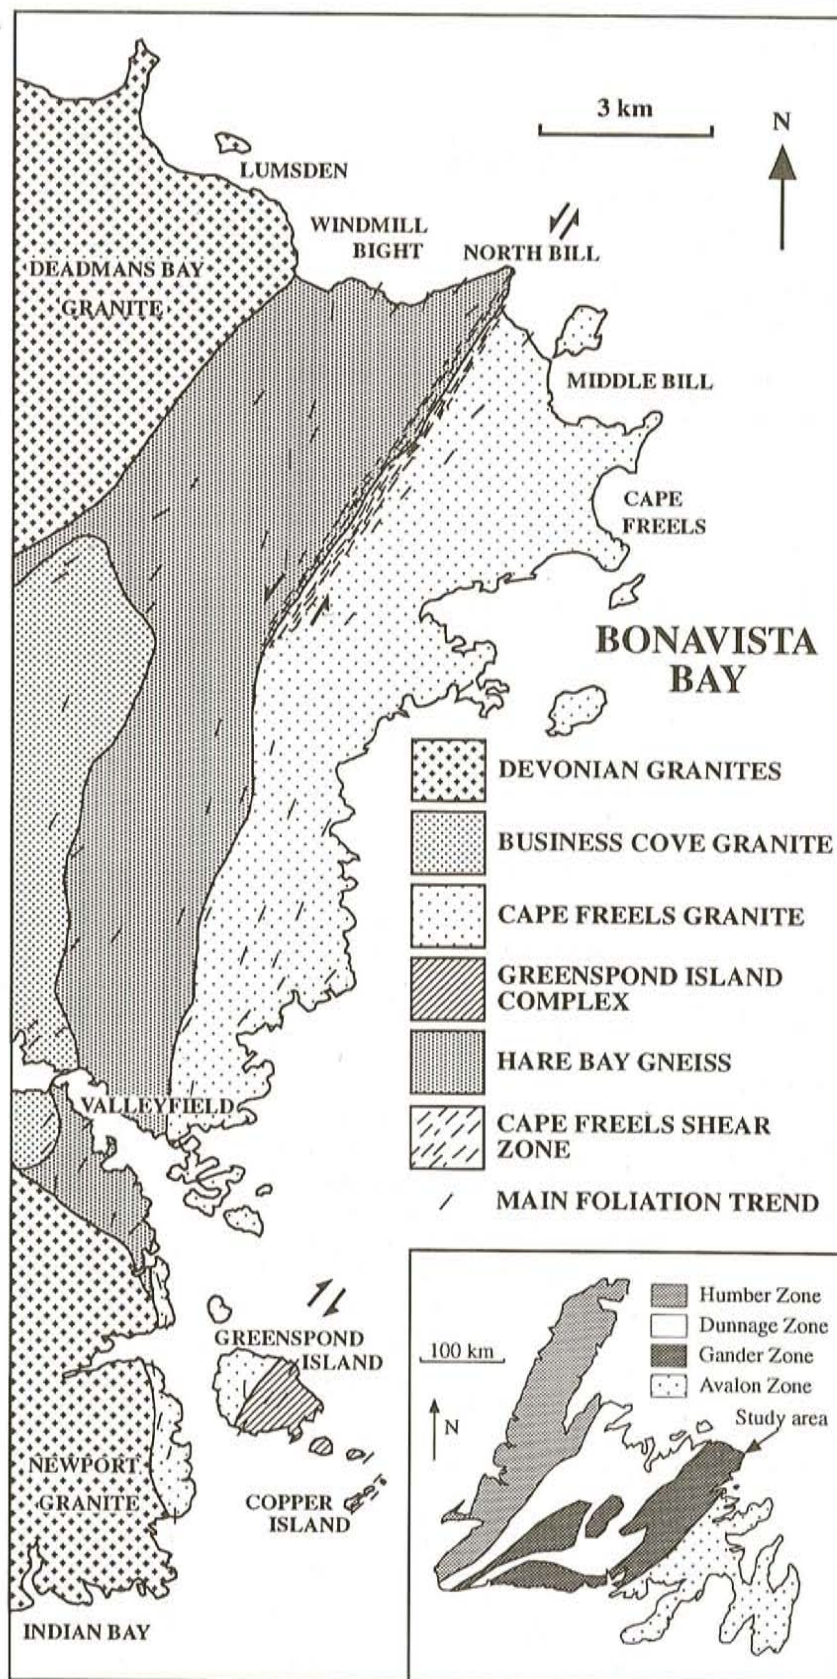 3 km
N
LUMSDEN
WINDMILL
BIGHT
NORTH BILL
DEADMANS BAY
GRANITE
MIDDLE BILL
CAPE
FREELS
BONAVISTA
BAY
DEVONIAN GRANITES
BUSINESS COVE GRANITE
CAPE FREELS GRANITE
GREENSPOND ISLAND
COMPLEX
HARE BAY GNEISS
VALLEYFIELD
CAPE FREELS SHEAR
ZONE
MAIN FOLIATION TREND
GREENSPOND
ISLAND
NEWPORT
GRANITE
COPPER
ISLAND
INDIAN BAY
Humber Zone
Dunnage Zone
Gander Zone
Avalon Zone
100 km
N
Study area